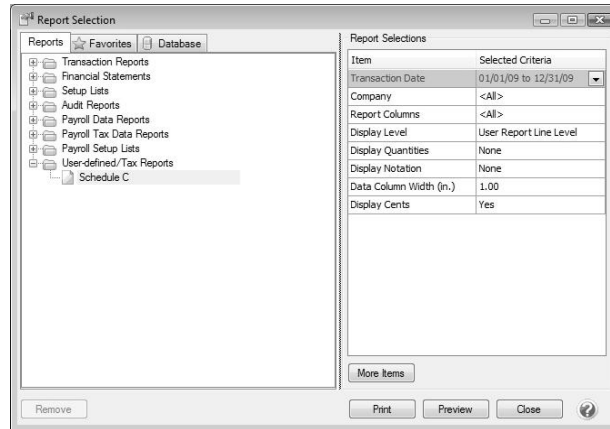 Report Selection
Reports
Favorites
Database
Transaction Reports
Financial Statements
Setup Lists
Audit Reports
Payroll Data Reports
Payroll Tax Data Reports
Payroll Setup Lists
User-defined/Tax Reports
Schedule C
Remove
Report Selections
Item Selected Criteria
Transaction Date 01/01/09 to 12/31/09
Company <All>
Report Columns <All>
Display Level User Report Line Level
Display Quantities None
Display Notation None
Data Column Width (in.) 1.00
Display Cents Yes
More Items
Print
Preview
Close
?